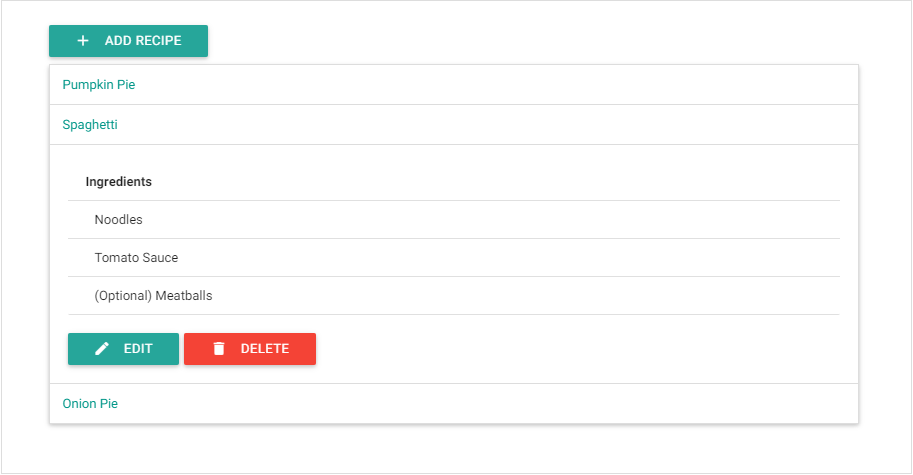 ADD RECIPE
Pumpkin Pie
Spaghetti
Ingredients
Noodles
Tomato Sauce
(Optional) Meatballs
EDIT DELETE
Onion Pie